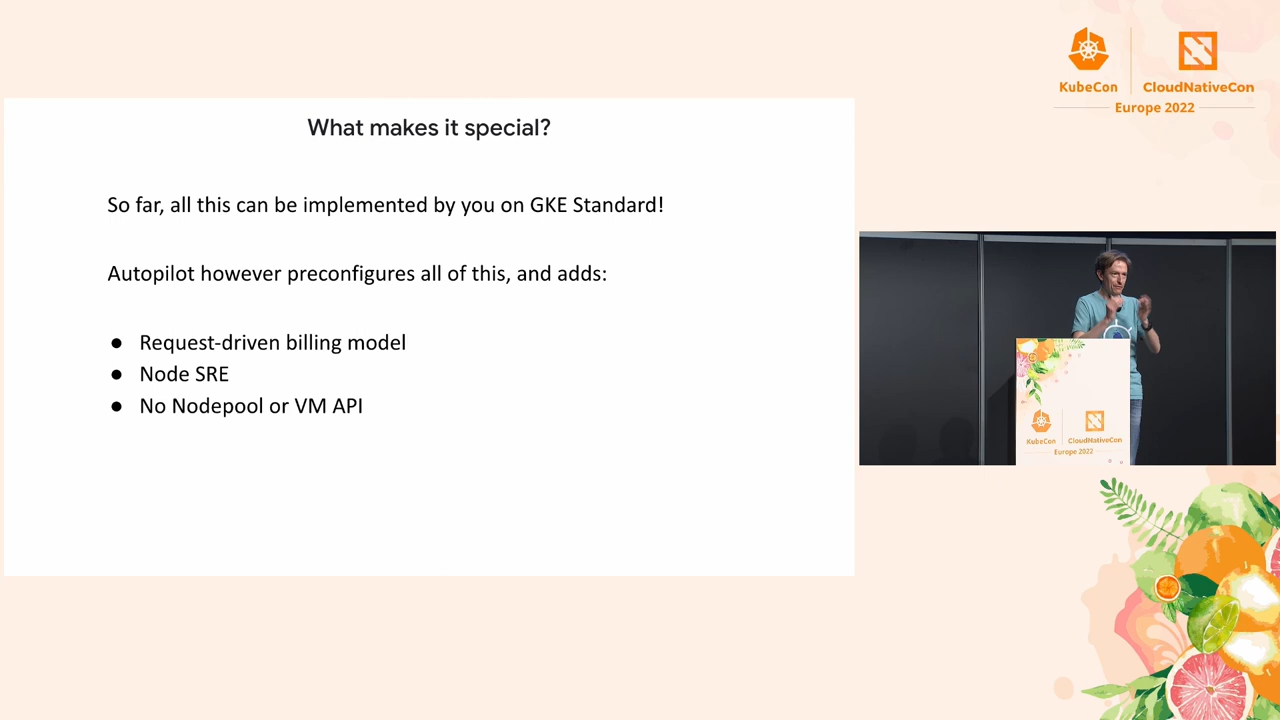 KubeCon
CloudNativeCon
Europe 2022
What makes it special?
So far, all this can be implemented by you on GKE Standard!
Autopilot however preconfigures all of this, and adds:
● Request-driven billing model
● Node SRE
● No Nodepool or VM API
KubeCon
CloudNativeCon
Europe 2022